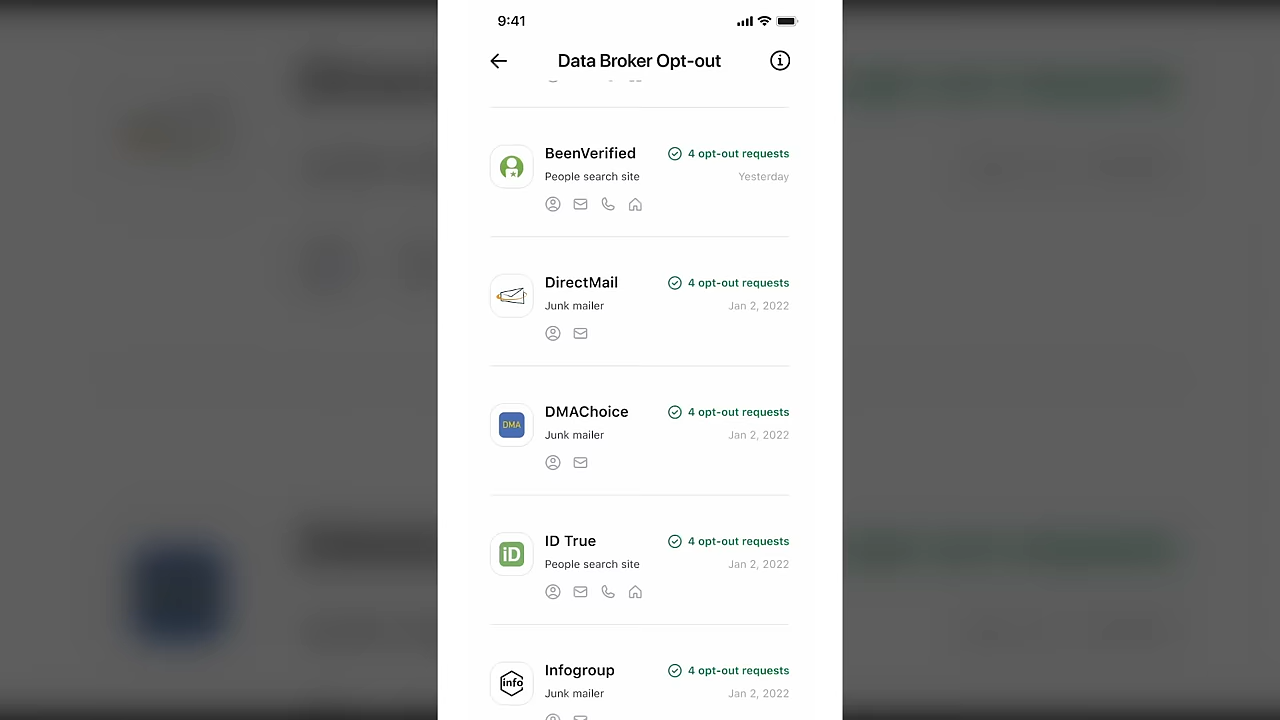 9:41
Data Broker Opt-out
BeenVerified
4 opt-out requests
People search site
Yesterday
DirectMail
4 opt-out requests
Junk mailer
Jan 2, 2022
DMA
DMAChoice
4 opt-out requests
Junk mailer
Jan 2, 2022
iD
ID True
4 opt-out requests
People search site
Jan 2, 2022
info
Infogroup
4 opt-out requests
Junk mailer
Jan 2, 2022